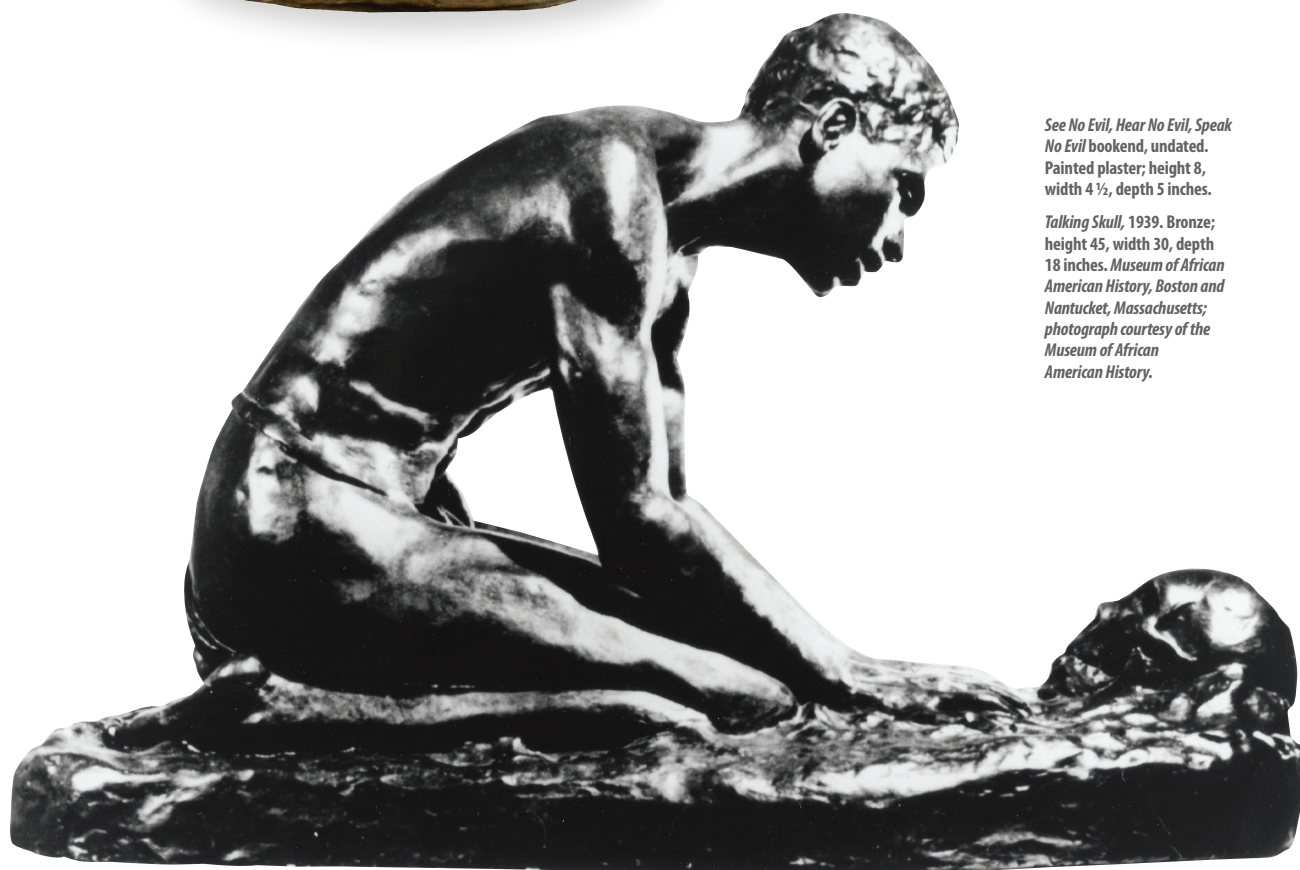 See No Evil, Hear No Evil, Speak
No Evil bookend, undated.
Painted plaster; height 8,
width 4 ½, depth 5 inches.
Talking Skull, 1939. Bronze;
height 45, width 30, depth
18 inches. Museum of African
American History, Boston and
Nantucket, Massachusetts;
photograph courtesy of the
Museum of African
American History.